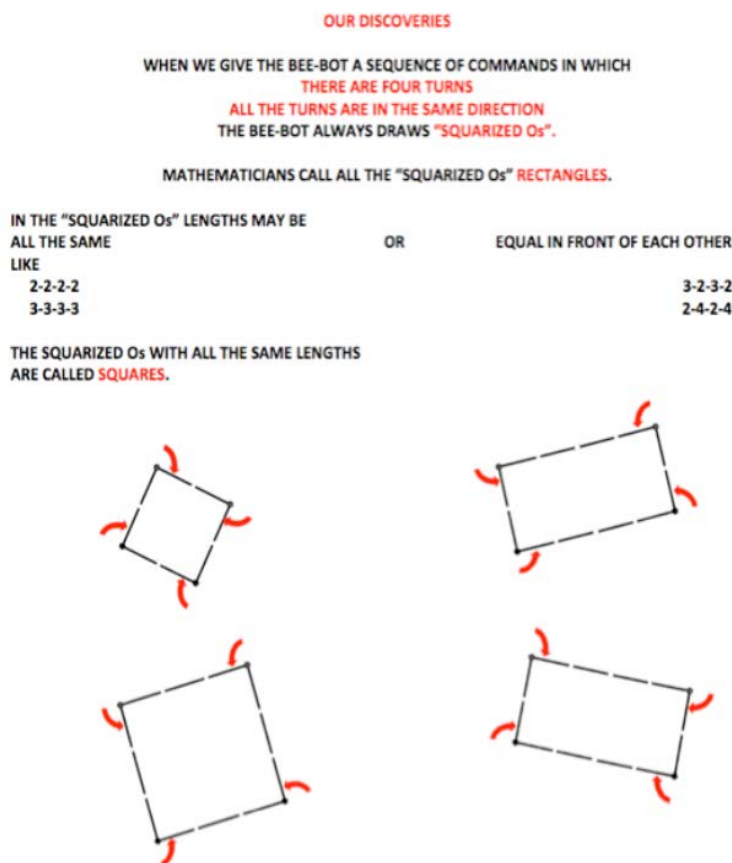 OUR DISCOVERIES
WHEN WE GIVE THE BEE-BOT A SEQUENCE OF COMMANDS IN WHICH
THERE ARE FOUR TURNS
ALL THE TURNS ARE IN THE SAME DIRECTION
THE BEE-BOT ALWAYS DRAWS “SQUARIZED Os”.
MATHEMATICIANS CALL ALL THE “SQUARIZED Os” RECTANGLES.
IN THE “SQUARIZED Os” LENGTHS MAY BE
ALL THE SAME OR EQUAL IN FRONT OF EACH OTHER
LIKE
2-2-2-2 3-2-3-2
3-3-3-3 2-4-2-4
THE SQUARIZED Os WITH ALL THE SAME LENGTHS
ARE CALLED SQUARES.